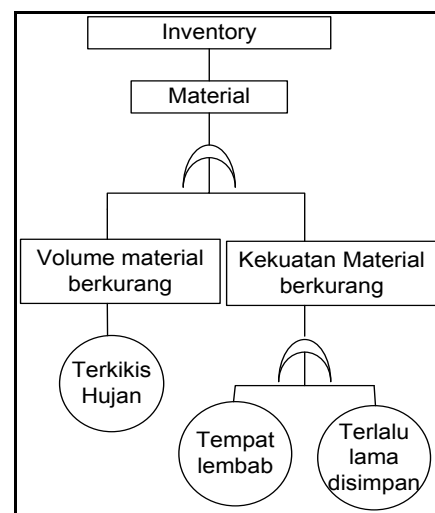 Inventory
Material
Volume material
berkurang
Kekuatan Material
berkurang
Terkikis
Hujan
Tempat
lembab
Terlalu
lama
disimpan